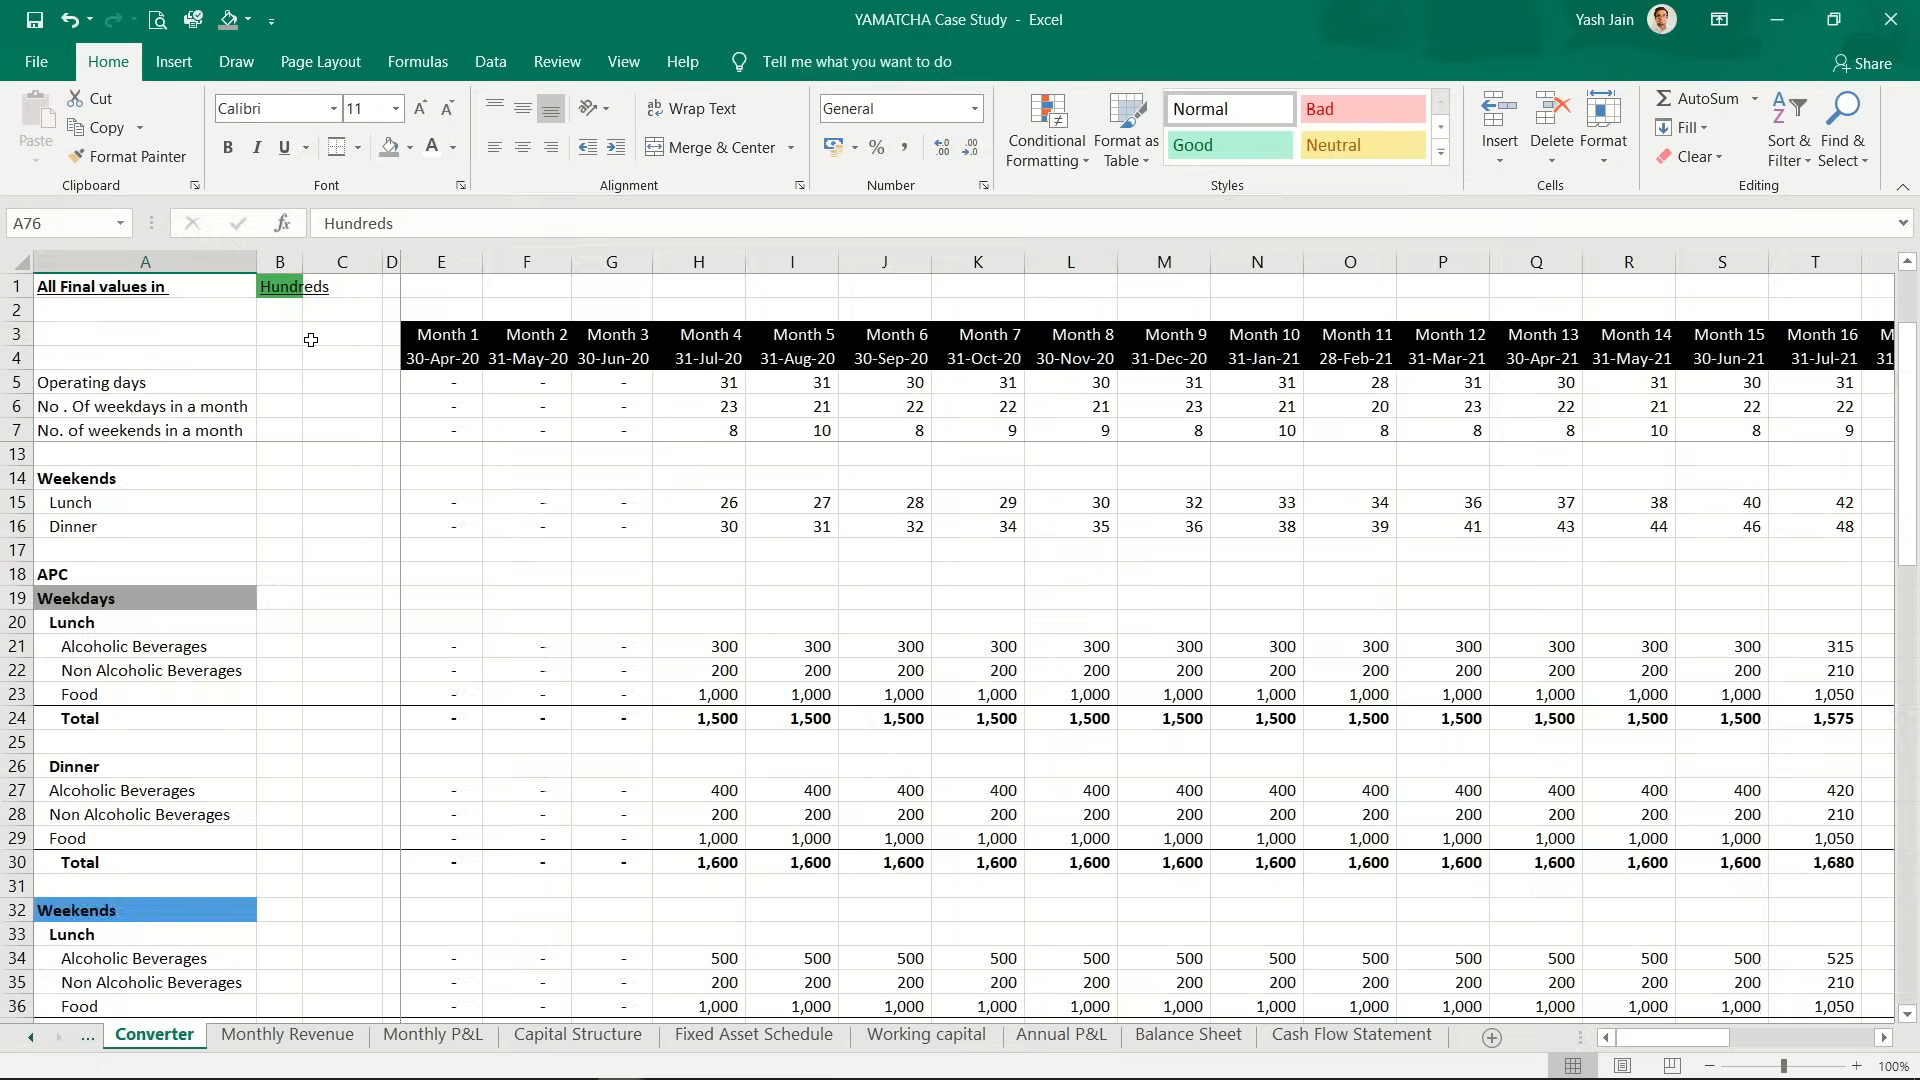 YAMATCHA Case Study - Excel
Yash Jain
File Home Insert Draw Page Layout Formulas Data Review View Help Tell me what you want to do
Share
Paste
Cut
Copy
Format Painter
Clipboard
Calibri 11
B I U
Font
Wrap Text
Merge & Center
Alignment
General
Number
Conditional Formatting
Format as Table
Normal Bad
Good Neutral
Styles
Insert Delete Format
Cells
AutoSum
Fill
Clear
Sort & Filter
Find & Select
Editing
A76 fx Hundreds
A B C D E F G H I J K L M N O P Q R S T
1 All Final values in Hundreds
2
3 Month 1 Month 2 Month 3 Month 4 Month 5 Month 6 Month 7 Month 8 Month 9 Month 10 Month 11 Month 12 Month 13 Month 14 Month 15 Month 16 M
4 30-Apr-20 31-May-20 30-Jun-20 31-Jul-20 31-Aug-20 30-Sep-20 31-Oct-20 30-Nov-20 31-Dec-20 31-Jan-21 28-Feb-21 31-Mar-21 30-Apr-21 31-May-21 30-Jun-21 31-Jul-21 31
5 Operating days - - - 31 31 30 31 30 31 31 28 31 30 31 30 31
6 No . Of weekdays in a month - - - 23 21 22 22 21 23 21 20 23 22 21 22 22
7 No. of weekends in a month - - - 8 10 8 9 9 8 10 8 8 8 10 8 9
13
14 Weekends
15 Lunch - - - 26 27 28 29 30 32 33 34 36 37 38 40 42
16 Dinner - - - 30 31 32 34 35 36 38 39 41 43 44 46 48
17
18 APC
19 Weekdays
20 Lunch
21 Alcoholic Beverages - - - 300 300 300 300 300 300 300 300 300 300 300 300 315
22 Non Alcoholic Beverages - - - 200 200 200 200 200 200 200 200 200 200 200 200 210
23 Food - - - 1,000 1,000 1,000 1,000 1,000 1,000 1,000 1,000 1,000 1,000 1,000 1,000 1,050
24 Total - - - 1,500 1,500 1,500 1,500 1,500 1,500 1,500 1,500 1,500 1,500 1,500 1,500 1,575
25
26 Dinner
27 Alcoholic Beverages - - - 400 400 400 400 400 400 400 400 400 400 400 400 420
28 Non Alcoholic Beverages - - - 200 200 200 200 200 200 200 200 200 200 200 200 210
29 Food - - - 1,000 1,000 1,000 1,000 1,000 1,000 1,000 1,000 1,000 1,000 1,000 1,000 1,050
30 Total - - - 1,600 1,600 1,600 1,600 1,600 1,600 1,600 1,600 1,600 1,600 1,600 1,600 1,680
31
32 Weekends
33 Lunch
34 Alcoholic Beverages - - - 500 500 500 500 500 500 500 500 500 500 500 500 525
35 Non Alcoholic Beverages - - - 200 200 200 200 200 200 200 200 200 200 200 200 210
36 Food - - - 1,000 1,000 1,000 1,000 1,000 1,000 1,000 1,000 1,000 1,000 1,000 1,000 1,050
... Converter Monthly Revenue Monthly P&L Capital Structure Fixed Asset Schedule Working capital Annual P&L Balance Sheet Cash Flow Statement
100%